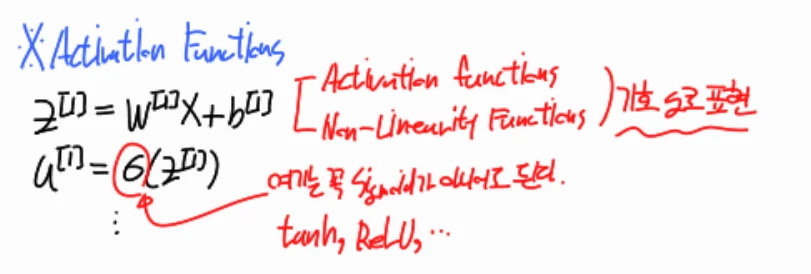 ※ Activation Functions
z^[1] = W^[1]X + b^[1]
Activation functions
Non-Linearity Functions
기호 g로 표현
a^[1] = σ(z^[1])
여기는 꼭 Sigmoid가 아니어도 된다.
⋮
tanh, ReLU, ⋯